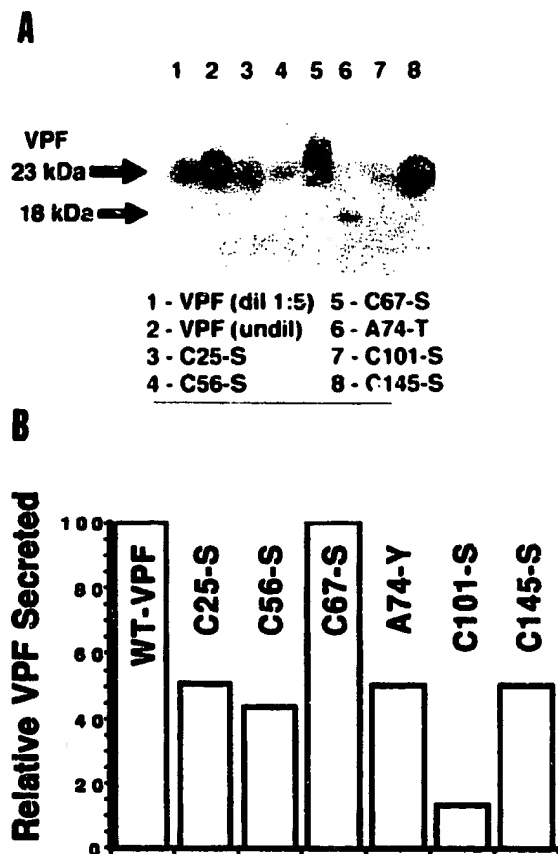 A
1 2 3 4 5 6 7 8
VPF
23 kDa
18 kDa
1 - VPF (dil 1:5) 5 - C67-S
2 - VPF (undil) 6 - A74-T
3 - C25-S 7 - C101-S
4 - C56-S 8 - C145-S
B
Relative VPF Secreted
100
80
60
40
20
0
WT-VPF
C25-S
C56-S
C67-S
A74-Y
C101-S
C145-S